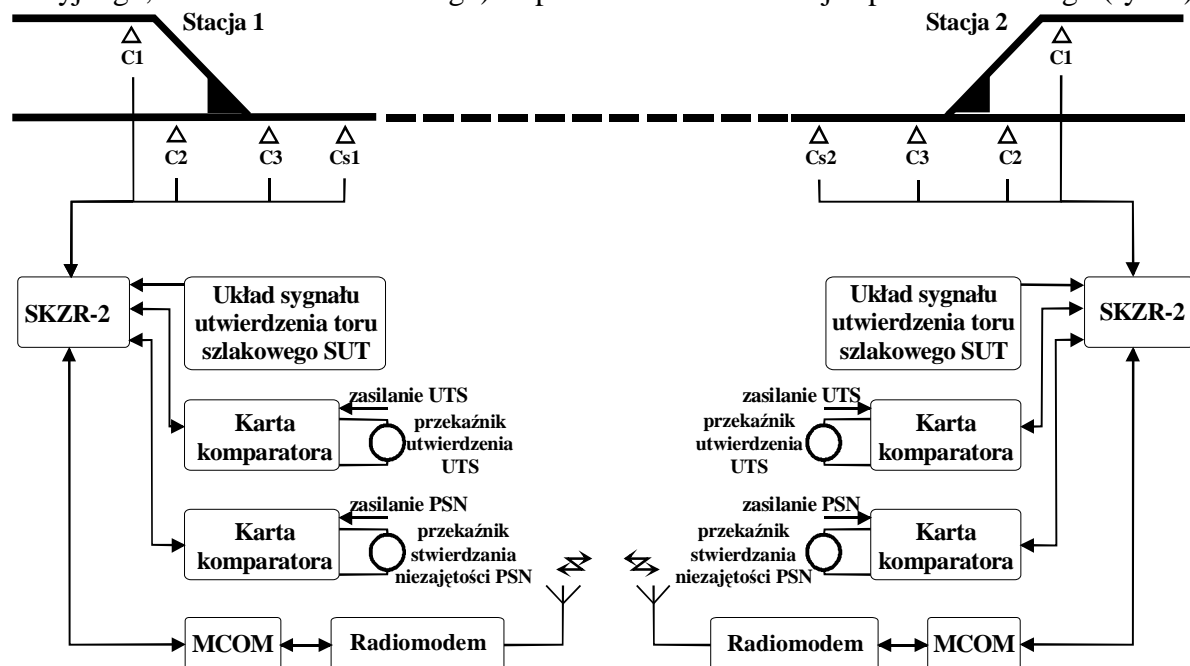 Stacja 1
Stacja 2
C1
C1
C2
C3
Cs1
Cs2
C3
C2
SKZR-2
Układ sygnału
utwierdzenia toru
szlakowego SUT
Układ sygnału
utwierdzenia toru
szlakowego SUT
SKZR-2
Karta
komparatora
zasilanie UTS
przekaźnik
utwierdzenia
UTS
zasilanie UTS
przekaźnik
utwierdzenia
UTS
Karta
komparatora
Karta
komparatora
zasilanie PSN
przekaźnik
stwierdzania
niezajętości PSN
zasilanie PSN
przekaźnik
stwierdzania
niezajętości PSN
Karta
komparatora
MCOM
Radiomodem
Radiomodem
MCOM